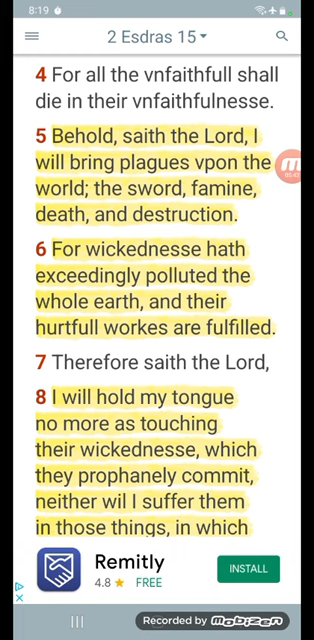 8:19
2 Esdras 15
4 For all the vnfaithfull shall
die in their vnfaithfulnesse.
5 Behold, saith the Lord, I
will bring plagues vpon the
world; the sword, famine,
death, and destruction.
6 For wickednesse hath
exceedingly polluted the
whole earth, and their
hurtfull workes are fulfilled.
7 Therefore saith the Lord,
8 I will hold my tongue
no more as touching
their wickednesse, which
they prophanely commit,
neither wil I suffer them
in those things, in which
Remitly
4.8 ★ FREE
INSTALL
Recorded by Mobizen